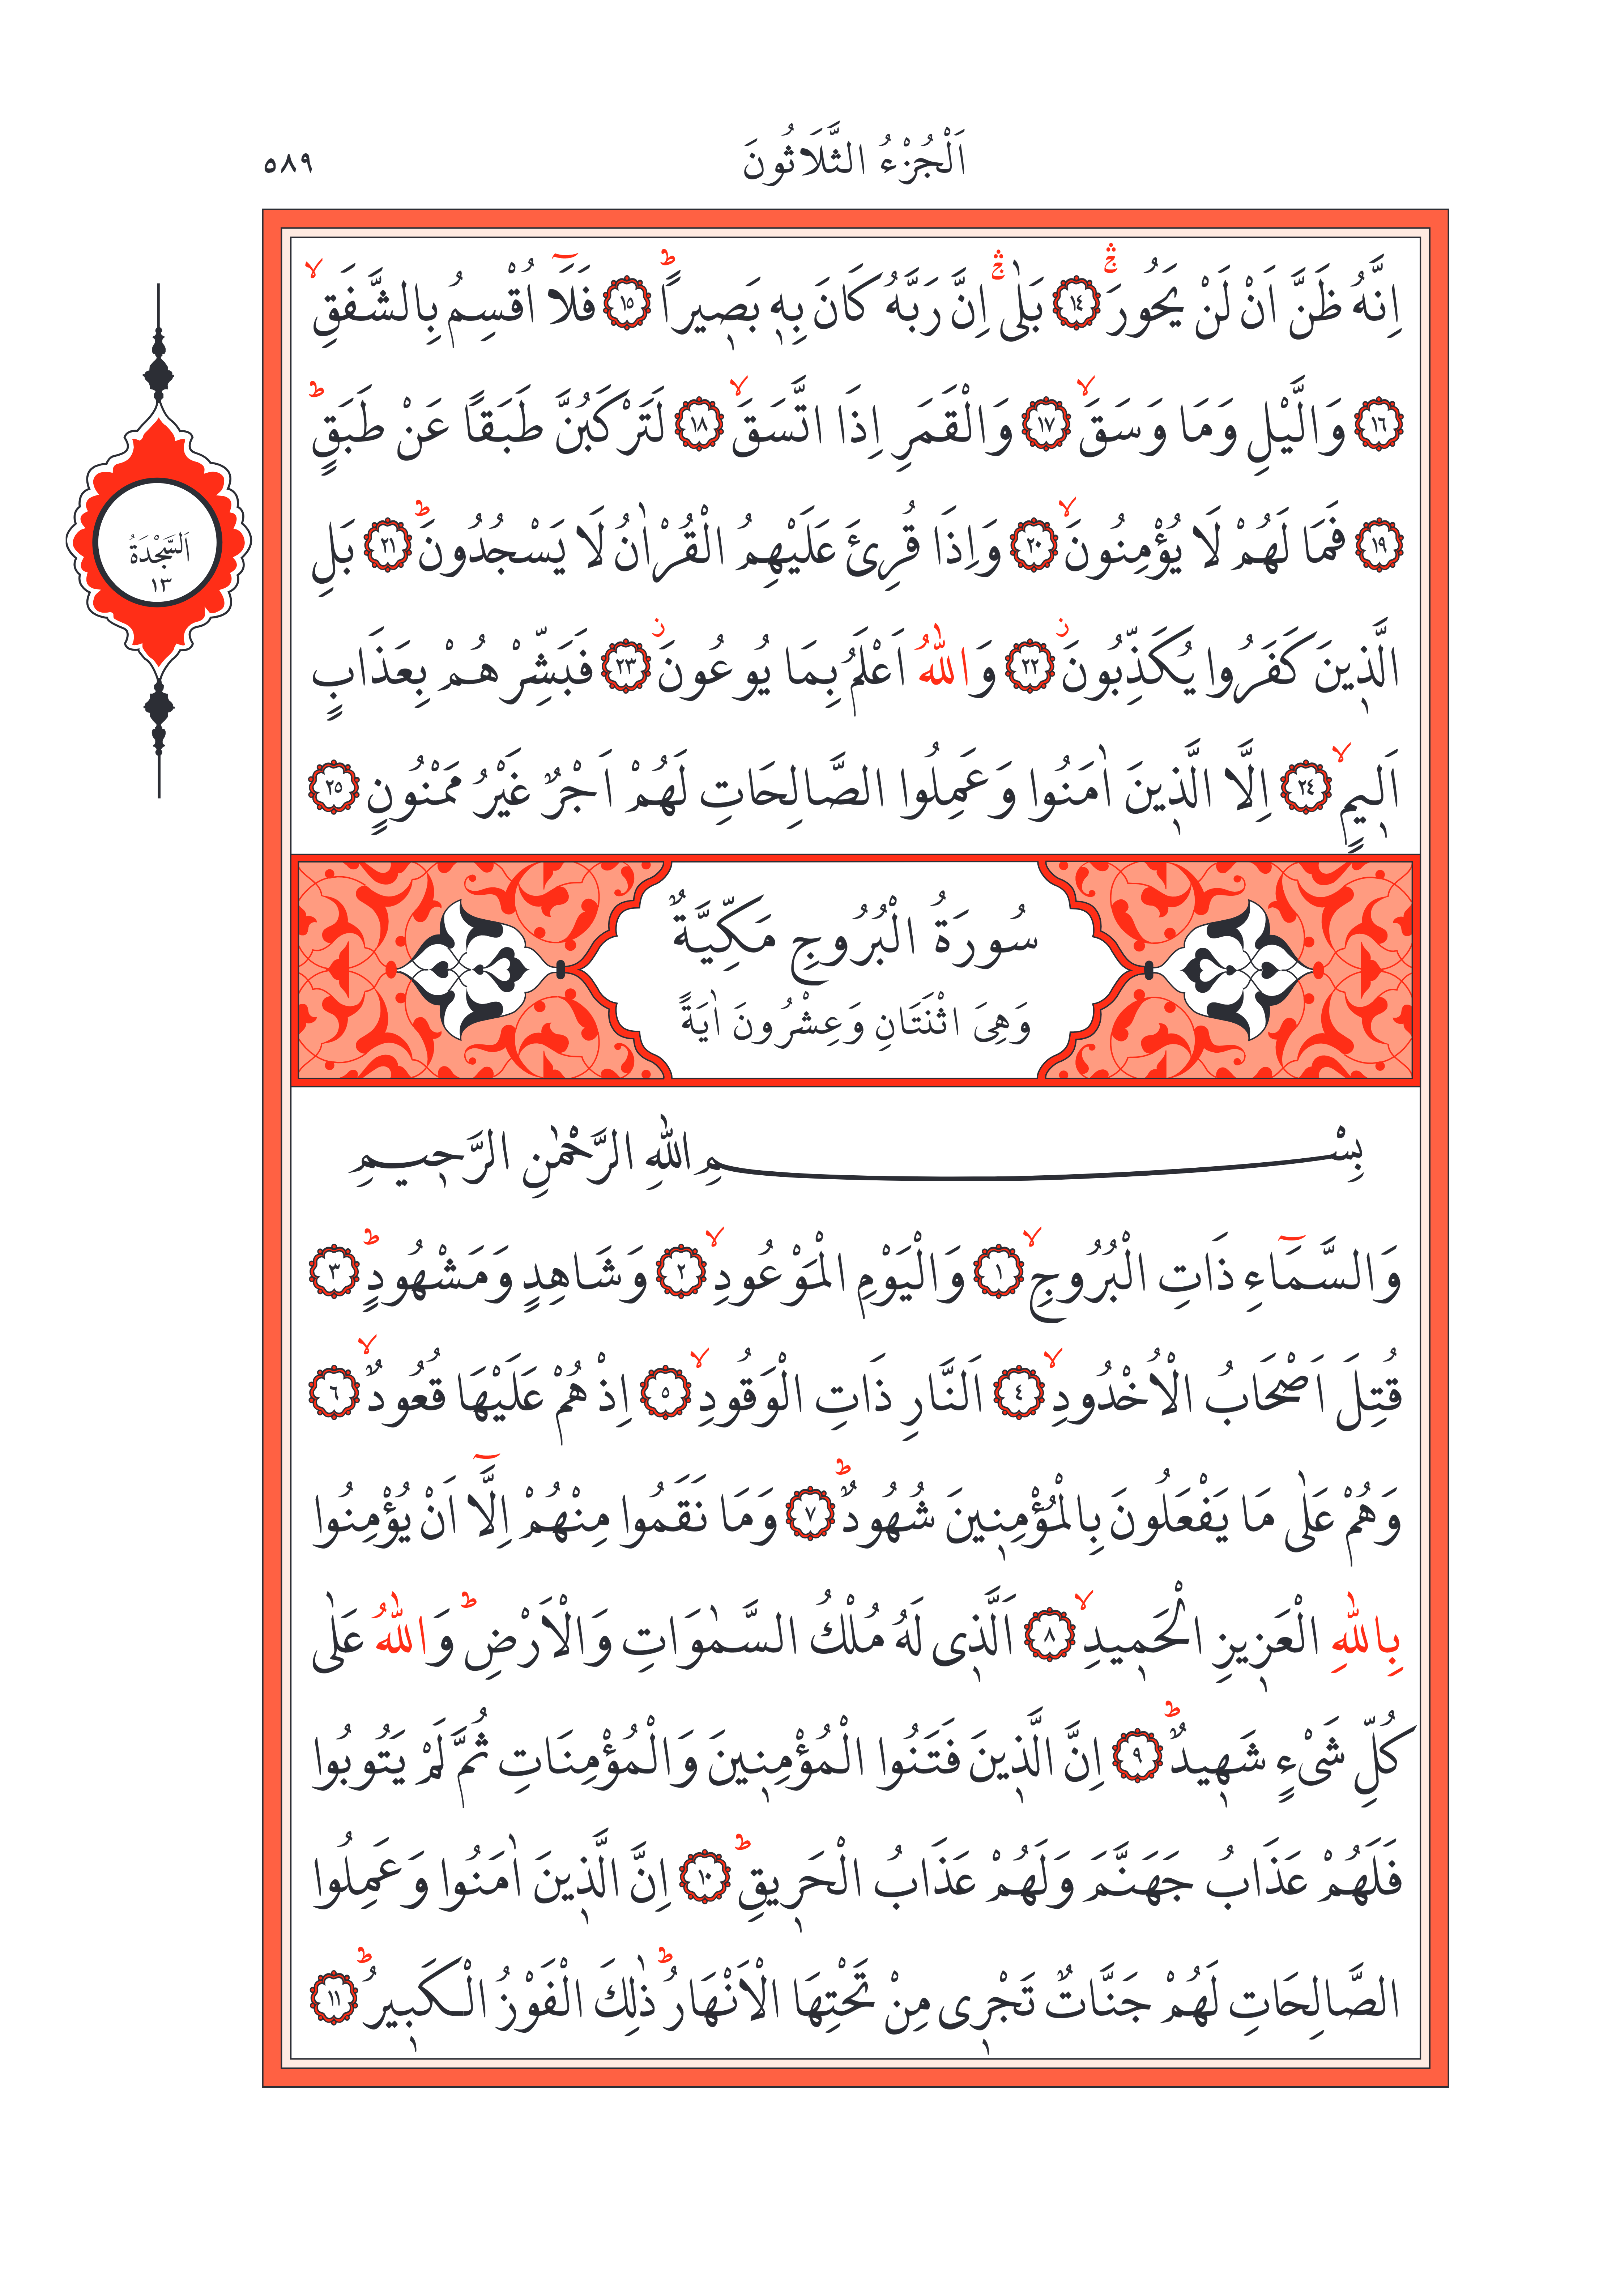 اَلْجُزْءُ الثَّلَاثُونَ ٥٨٩
اِنَّهُ ظَنَّ اَنْ لَنْ يَحُورَۚۛ ﴿١٤﴾ بَلٰىۚۛ اِنَّ رَبَّهُ كَانَ بِه۪ بَص۪يراًۜ ﴿١٥﴾ فَلَٓا اُقْسِمُ بِالشَّفَقِۙ
﴿١٦﴾ وَالَّيْلِ وَمَا وَسَقَۙ ﴿١٧﴾ وَالْقَمَرِ اِذَا اتَّسَقَۙ ﴿١٨﴾ لَتَرْكَبُنَّ طَبَقاً عَنْ طَبَقٍۜ
﴿١٩﴾ فَمَا لَهُمْ لَا يُؤْمِنُونَۙ ﴿٢٠﴾ وَاِذَا قُرِئَ عَلَيْهِمُ الْقُرْاٰنُ لَا يَسْجُدُونَۜ ﴿٢١﴾ بَلِ
الَّذ۪ينَ كَفَرُوا يُكَذِّبُونَۘ ﴿٢٢﴾ وَاللّٰهُ اَعْلَمُ بِمَا يُوعُونَۘ ﴿٢٣﴾ فَبَشِّرْهُمْ بِعَذَابٍ
اَل۪يمٍۙ ﴿٢٤﴾ اِلَّا الَّذ۪ينَ اٰمَنُوا وَعَمِلُوا الصَّالِحَاتِ لَهُمْ اَجْرٌ غَيْرُ مَمْنُونٍ ﴿٢٥﴾
اَلسَّجْدَةُ
١٣
سُورَةُ الْبُرُوجِ مَكِّيَّةٌ
وَهِىَ اثْنَتَانِ وَعِشْرُونَ اٰيَةً
بِسْمِ اللّٰهِ الرَّحْمٰنِ الرَّح۪يمِ
وَالسَّمَٓاءِ ذَاتِ الْبُرُوجِۙ ﴿١﴾ وَالْيَوْمِ الْمَوْعُودِۙ ﴿٢﴾ وَشَاهِدٍ وَمَشْهُودٍۜ ﴿٣﴾
قُتِلَ اَصْحَابُ الْاُخْدُودِۙ ﴿٤﴾ اَلنَّارِ ذَاتِ الْوَقُودِۙ ﴿٥﴾ اِذْ هُمْ عَلَيْهَا قُعُودٌۙ ﴿٦﴾
وَهُمْ عَلٰى مَا يَفْعَلُونَ بِالْمُؤْمِن۪ينَ شُهُودٌۜ ﴿٧﴾ وَمَا نَقَمُوا مِنْهُمْ اِلَّٓا اَنْ يُؤْمِنُوا
بِاللّٰهِ الْعَز۪يزِ الْحَم۪يدِۙ ﴿٨﴾ اَلَّذ۪ى لَهُ مُلْكُ السَّمٰوَاتِ وَالْاَرْضِۜ وَاللّٰهُ عَلٰى
كُلِّ شَىْءٍ شَه۪يدٌۜ ﴿٩﴾ اِنَّ الَّذ۪ينَ فَتَنُوا الْمُؤْمِن۪ينَ وَالْمُؤْمِنَاتِ ثُمَّ لَمْ يَتُوبُوا
فَلَهُمْ عَذَابُ جَهَنَّمَ وَلَهُمْ عَذَابُ الْحَر۪يقِۜ ﴿١٠﴾ اِنَّ الَّذ۪ينَ اٰمَنُوا وَعَمِلُوا
الصَّالِحَاتِ لَهُمْ جَنَّاتٌ تَجْر۪ى مِنْ تَحْتِهَا الْاَنْهَارُۜ ذٰلِكَ الْفَوْزُ الْكَب۪يرُۜ ﴿١١﴾